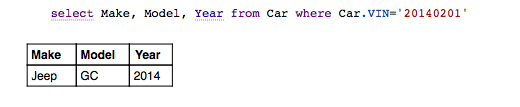 select Make, Model, Year from Car where Car.VIN='20140201'
Make Model Year
Jeep GC 2014